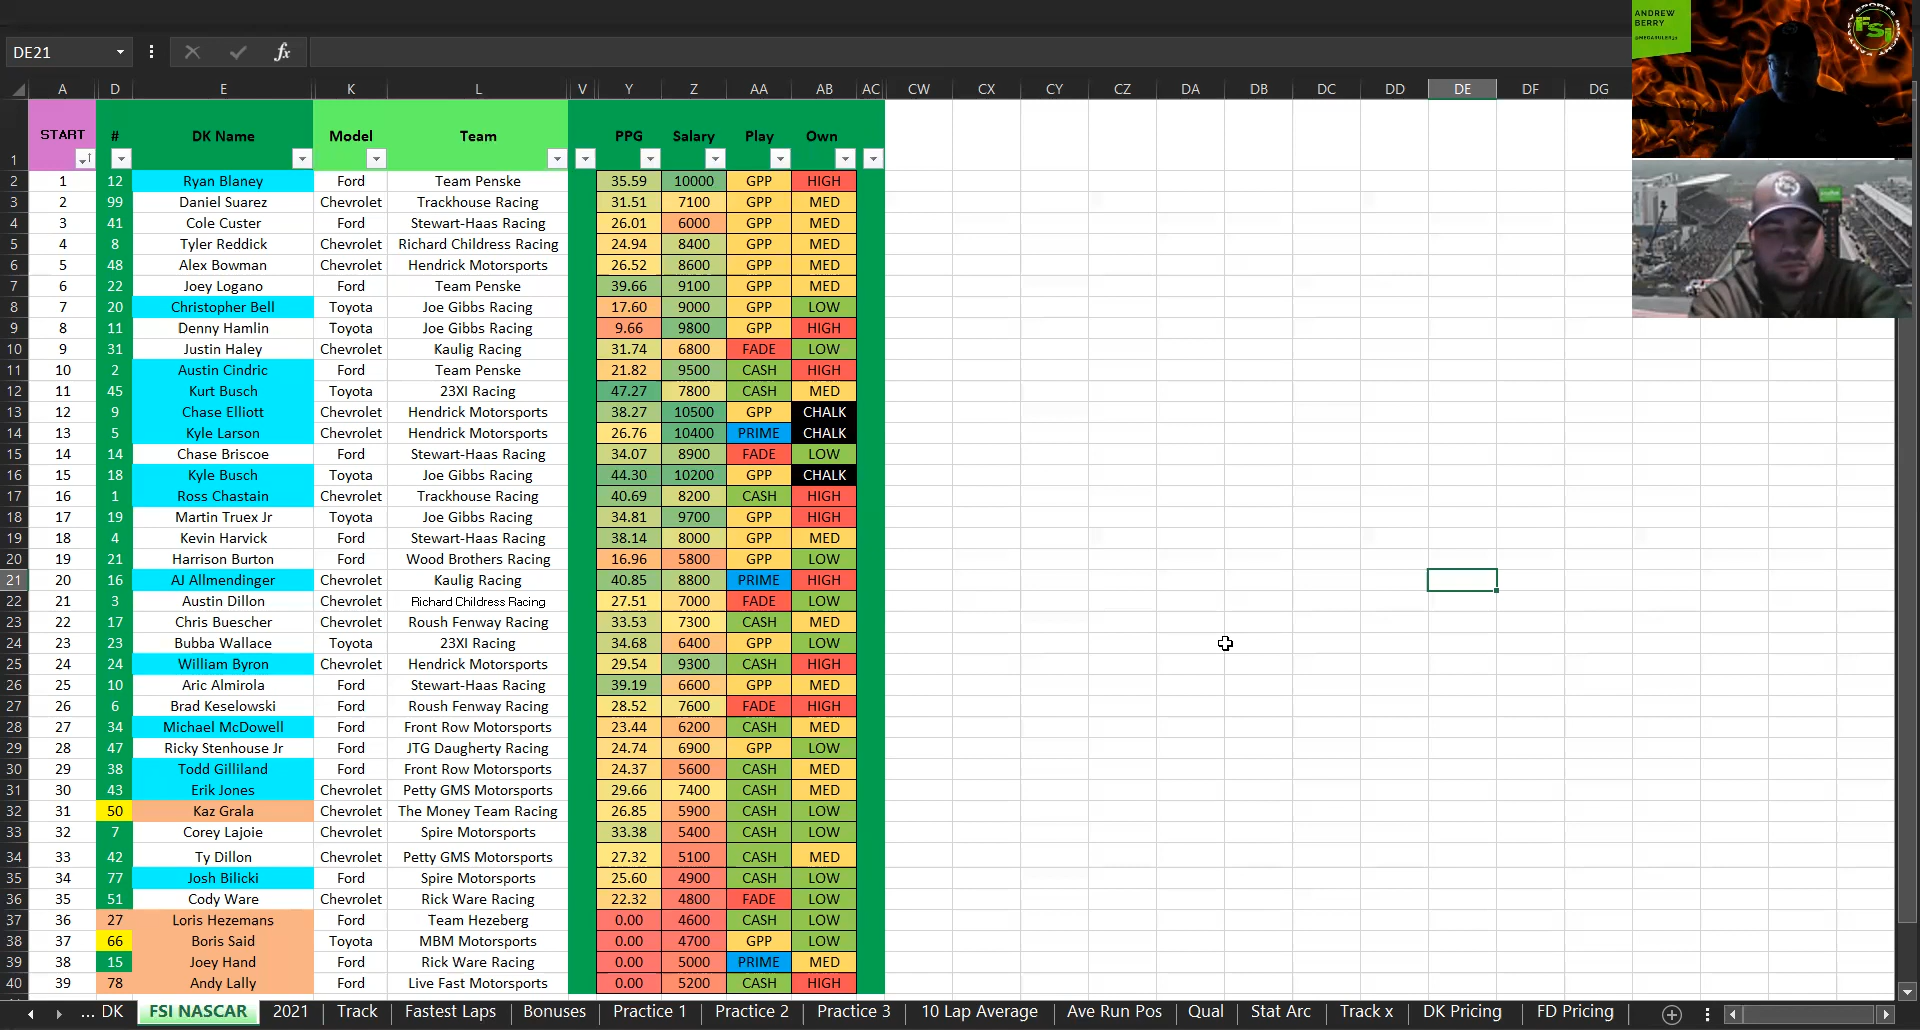 DE21 fx
ANDREW
BERRY
@MEGARULERJS
FSi
A D E K L V Y Z AA AB AC CW CX CY CZ DA DB DC DD DE DF DG
1 START # DK Name Model Team PPG Salary Play Own
2 1 12 Ryan Blaney Ford Team Penske 35.59 10000 GPP HIGH
3 2 99 Daniel Suarez Chevrolet Trackhouse Racing 31.51 7100 GPP MED
4 3 41 Cole Custer Ford Stewart-Haas Racing 26.01 6000 GPP MED
5 4 8 Tyler Reddick Chevrolet Richard Childress Racing 24.94 8400 GPP MED
6 5 48 Alex Bowman Chevrolet Hendrick Motorsports 26.52 8600 GPP MED
7 6 22 Joey Logano Ford Team Penske 39.66 9100 GPP MED
8 7 20 Christopher Bell Toyota Joe Gibbs Racing 17.60 9000 GPP LOW
9 8 11 Denny Hamlin Toyota Joe Gibbs Racing 9.66 9800 GPP HIGH
10 9 31 Justin Haley Chevrolet Kaulig Racing 31.74 6800 FADE LOW
11 10 2 Austin Cindric Ford Team Penske 21.82 9500 CASH HIGH
12 11 45 Kurt Busch Toyota 23XI Racing 47.27 7800 CASH MED
13 12 9 Chase Elliott Chevrolet Hendrick Motorsports 38.27 10500 GPP CHALK
14 13 5 Kyle Larson Chevrolet Hendrick Motorsports 26.76 10400 PRIME CHALK
15 14 14 Chase Briscoe Ford Stewart-Haas Racing 34.07 8900 FADE LOW
16 15 18 Kyle Busch Toyota Joe Gibbs Racing 44.30 10200 GPP CHALK
17 16 1 Ross Chastain Chevrolet Trackhouse Racing 40.69 8200 CASH HIGH
18 17 19 Martin Truex Jr Toyota Joe Gibbs Racing 34.81 9700 GPP HIGH
19 18 4 Kevin Harvick Ford Stewart-Haas Racing 38.14 8000 GPP MED
20 19 21 Harrison Burton Ford Wood Brothers Racing 16.96 5800 GPP LOW
21 20 16 AJ Allmendinger Chevrolet Kaulig Racing 40.85 8800 PRIME HIGH
22 21 3 Austin Dillon Chevrolet Richard Childress Racing 27.51 7000 FADE LOW
23 22 17 Chris Buescher Chevrolet Roush Fenway Racing 33.53 7300 CASH MED
24 23 23 Bubba Wallace Toyota 23XI Racing 34.68 6400 GPP LOW
25 24 24 William Byron Chevrolet Hendrick Motorsports 29.54 9300 CASH HIGH
26 25 10 Aric Almirola Ford Stewart-Haas Racing 39.19 6600 GPP MED
27 26 6 Brad Keselowski Ford Roush Fenway Racing 28.52 7600 FADE HIGH
28 27 34 Michael McDowell Ford Front Row Motorsports 23.44 6200 CASH MED
29 28 47 Ricky Stenhouse Jr Ford JTG Daugherty Racing 24.74 6900 GPP LOW
30 29 38 Todd Gilliland Ford Front Row Motorsports 24.37 5600 CASH MED
31 30 43 Erik Jones Chevrolet Petty GMS Motorsports 29.66 7400 CASH MED
32 31 50 Kaz Grala Chevrolet The Money Team Racing 26.85 5900 CASH LOW
33 32 7 Corey Lajoie Chevrolet Spire Motorsports 33.38 5400 CASH LOW
34 33 42 Ty Dillon Chevrolet Petty GMS Motorsports 27.32 5100 CASH MED
35 34 77 Josh Bilicki Ford Spire Motorsports 25.60 4900 CASH LOW
36 35 51 Cody Ware Chevrolet Rick Ware Racing 22.32 4800 FADE LOW
37 36 27 Loris Hezemans Ford Team Hezeberg 0.00 4600 CASH LOW
38 37 66 Boris Said Toyota MBM Motorsports 0.00 4700 GPP LOW
39 38 15 Joey Hand Ford Rick Ware Racing 0.00 5000 PRIME MED
40 39 78 Andy Lally Ford Live Fast Motorsports 0.00 5200 CASH HIGH
... DK FSI NASCAR 2021 Track Fastest Laps Bonuses Practice 1 Practice 2 Practice 3 10 Lap Average Ave Run Pos Qual Stat Arc Track x DK Pricing FD Pricing